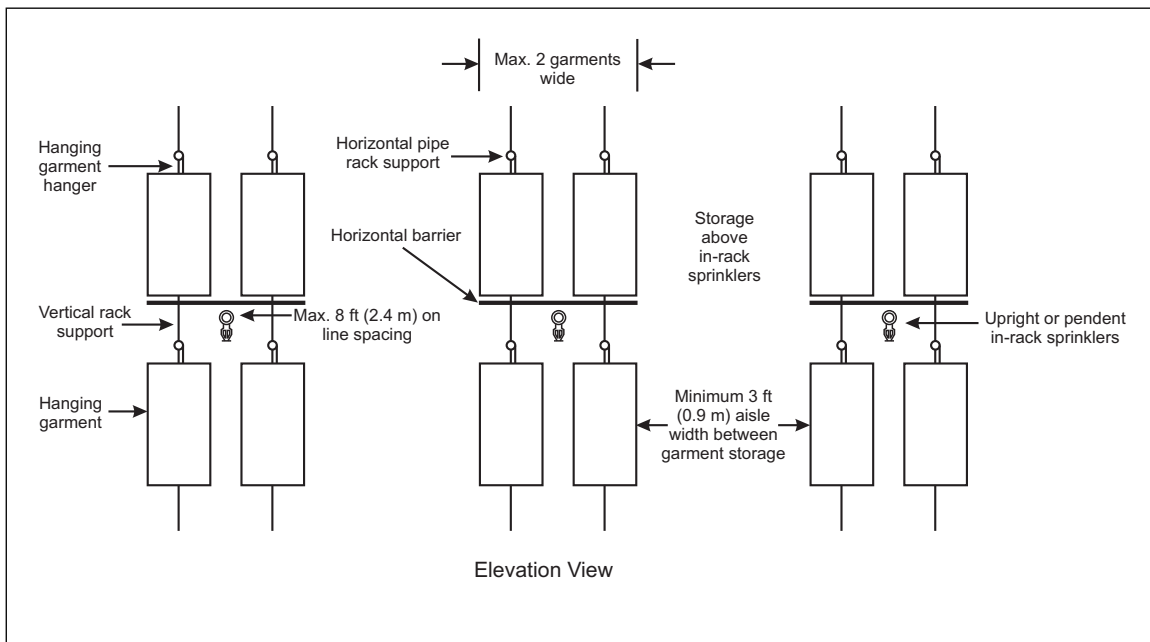 Max. 2 garments
wide
Hanging
garment
hanger
Horizontal pipe
rack support
Horizontal barrier
Storage
above
in-rack
sprinklers
Vertical rack
support
Max. 8 ft (2.4 m) on
line spacing
Upright or pendent
in-rack sprinklers
Hanging
garment
Minimum 3 ft
(0.9 m) aisle
width between
garment storage
Elevation View